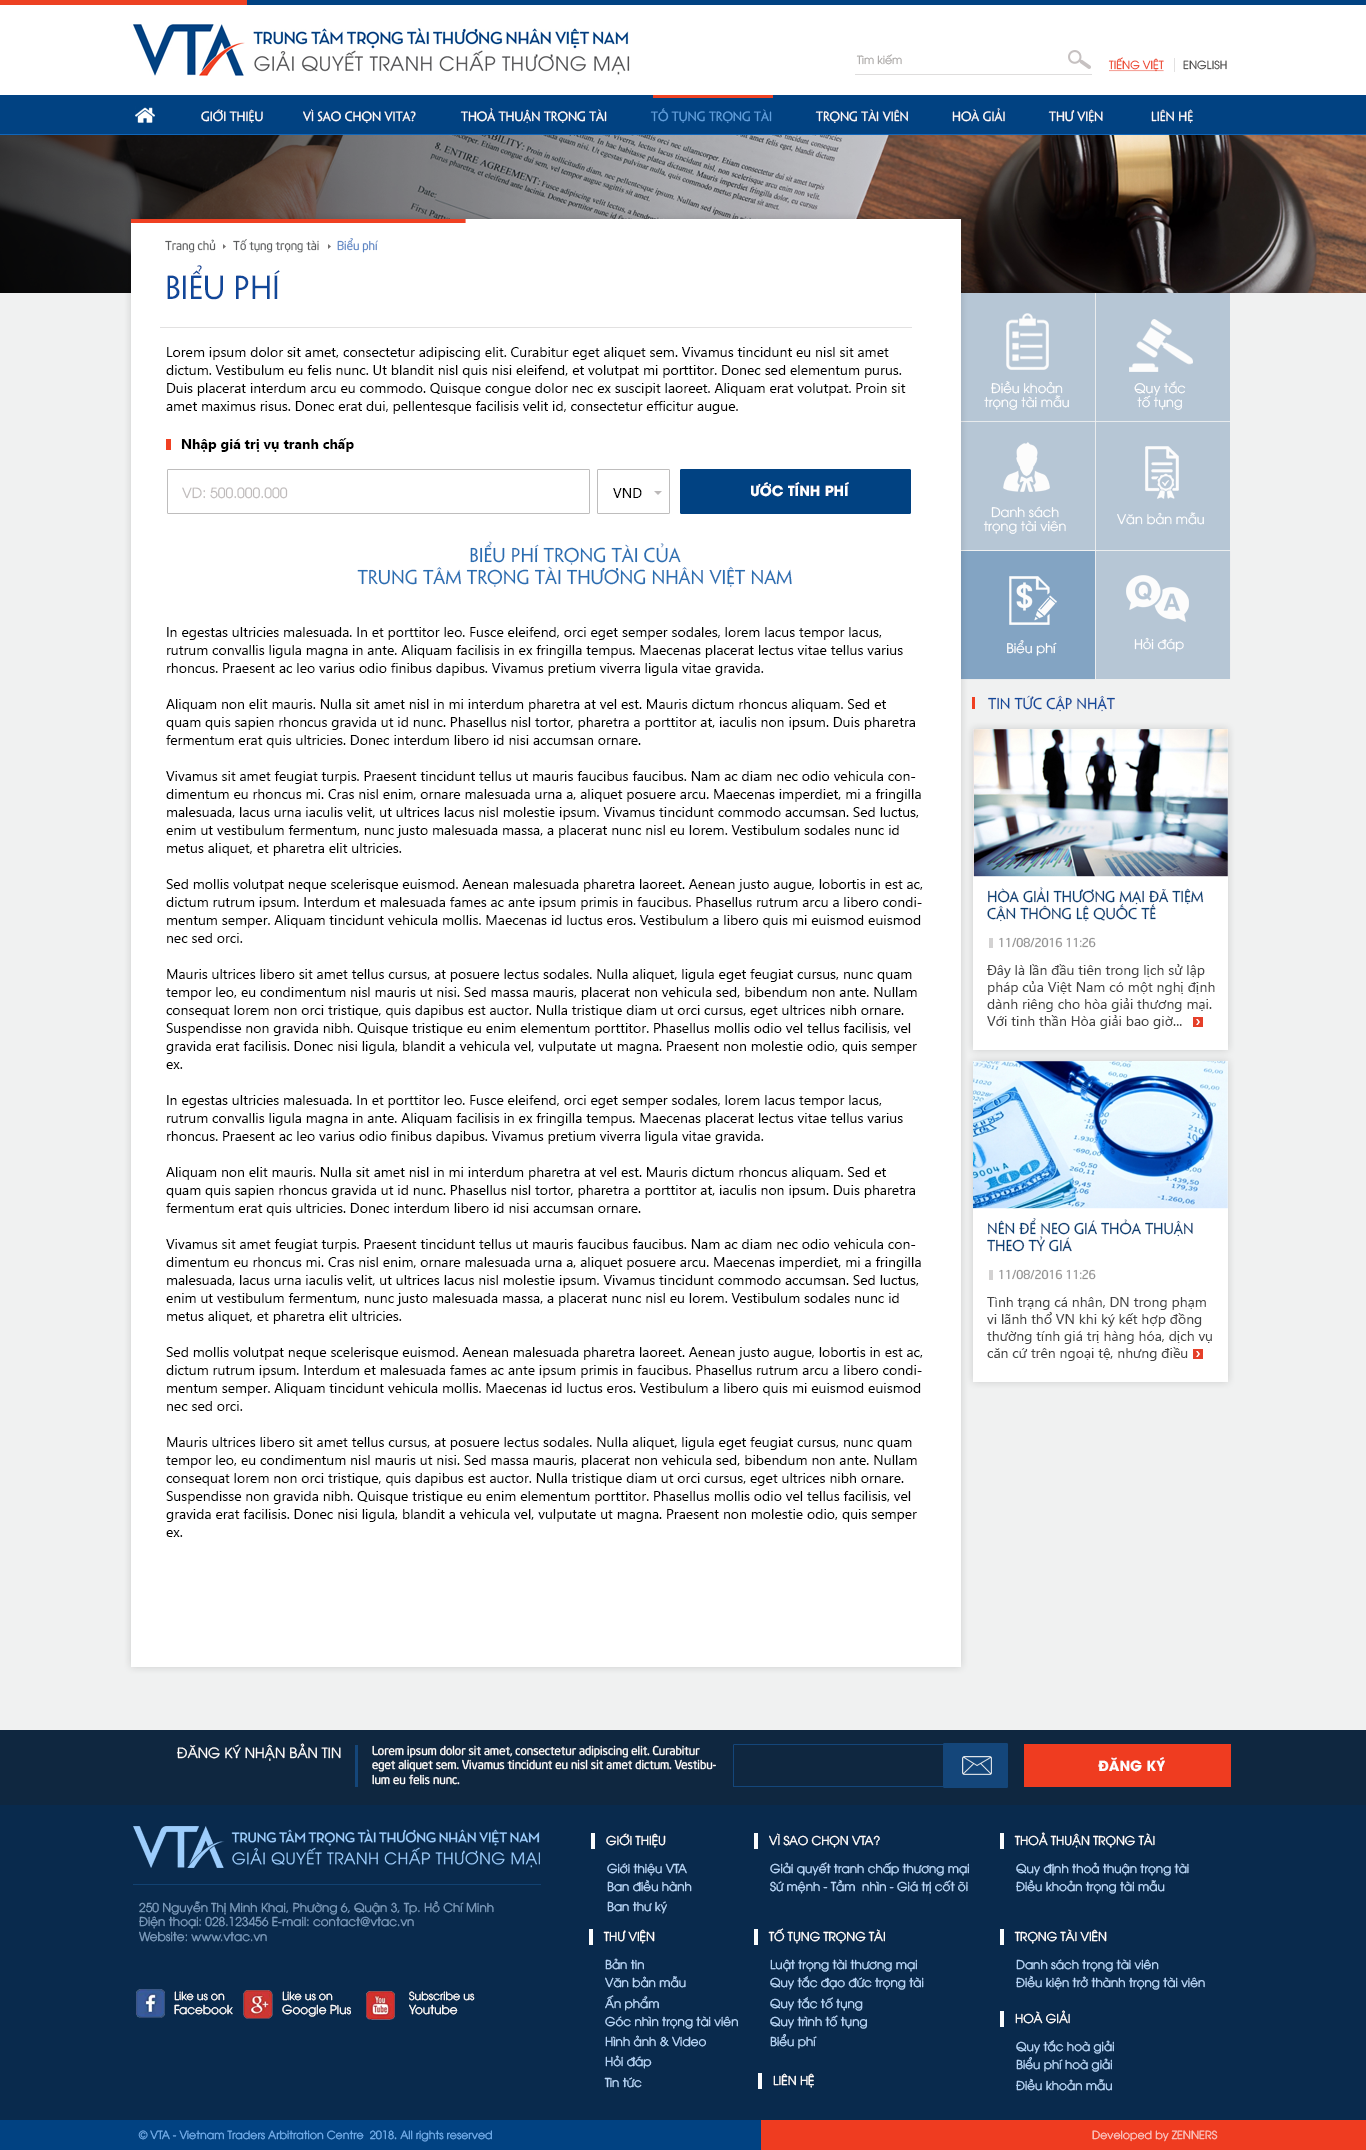 VTA
TRUNG TÂM TRỌNG TÀI THƯƠNG NHÂN VIỆT NAM
GIẢI QUYẾT TRANH CHẤP THƯƠNG MẠI
Tìm kiếm
TIẾNG VIỆT
ENGLISH
GIỚI THIỆU
VÌ SAO CHỌN VITA?
THOẢ THUẬN TRỌNG TÀI
TỐ TỤNG TRỌNG TÀI
TRỌNG TÀI VIÊN
HOÀ GIẢI
THƯ VIỆN
LIÊN HỆ
8. ENTIRE AGREEMENT:
Date:
First Par
Trang chủ
Tố tụng trọng tài
Biểu phí
BIỂU PHÍ
Lorem ipsum dolor sit amet, consectetur adipiscing elit. Curabitur eget aliquet sem. Vivamus tincidunt eu nisl sit amet
dictum. Vestibulum eu felis nunc. Ut blandit nisl quis nisi eleifend, et volutpat mi porttitor. Donec sed elementum purus.
Duis placerat interdum arcu eu commodo. Quisque congue dolor nec ex suscipit laoreet. Aliquam erat volutpat. Proin sit
amet maximus risus. Donec erat dui, pellentesque facilisis velit id, consectetur efficitur augue.
Nhập giá trị vụ tranh chấp
VD: 500.000.000
VND
ƯỚC TÍNH PHÍ
BIỂU PHÍ TRỌNG TÀI CỦA
TRUNG TÂM TRỌNG TÀI THƯƠNG NHÂN VIỆT NAM
In egestas ultricies malesuada. In et porttitor leo. Fusce eleifend, orci eget semper sodales, lorem lacus tempor lacus,
rutrum convallis ligula magna in ante. Aliquam facilisis in ex fringilla tempus. Maecenas placerat lectus vitae tellus varius
rhoncus. Praesent ac leo varius odio finibus dapibus. Vivamus pretium viverra ligula vitae gravida.
Aliquam non elit mauris. Nulla sit amet nisl in mi interdum pharetra at vel est. Mauris dictum rhoncus aliquam. Sed et
quam quis sapien rhoncus gravida ut id nunc. Phasellus nisl tortor, pharetra a porttitor at, iaculis non ipsum. Duis pharetra
fermentum erat quis ultricies. Donec interdum libero id nisi accumsan ornare.
Vivamus sit amet feugiat turpis. Praesent tincidunt tellus ut mauris faucibus faucibus. Nam ac diam nec odio vehicula con-
dimentum eu rhoncus mi. Cras nisl enim, ornare malesuada urna a, aliquet posuere arcu. Maecenas imperdiet, mi a fringilla
malesuada, lacus urna iaculis velit, ut ultrices lacus nisl molestie ipsum. Vivamus tincidunt commodo accumsan. Sed luctus,
enim ut vestibulum fermentum, nunc justo malesuada massa, a placerat nunc nisl eu lorem. Vestibulum sodales nunc id
metus aliquet, et pharetra elit ultricies.
Sed mollis volutpat neque scelerisque euismod. Aenean malesuada pharetra laoreet. Aenean justo augue, lobortis in est ac,
dictum rutrum ipsum. Interdum et malesuada fames ac ante ipsum primis in faucibus. Phasellus rutrum arcu a libero condi-
mentum semper. Aliquam tincidunt vehicula mollis. Maecenas id luctus eros. Vestibulum a libero quis mi euismod euismod
nec sed orci.
Mauris ultrices libero sit amet tellus cursus, at posuere lectus sodales. Nulla aliquet, ligula eget feugiat cursus, nunc quam
tempor leo, eu condimentum nisl mauris ut nisi. Sed massa mauris, placerat non vehicula sed, bibendum non ante. Nullam
consequat lorem non orci tristique, quis dapibus est auctor. Nulla tristique diam ut orci cursus, eget ultrices nibh ornare.
Suspendisse non gravida nibh. Quisque tristique eu enim elementum porttitor. Phasellus mollis odio vel tellus facilisis, vel
gravida erat facilisis. Donec nisi ligula, blandit a vehicula vel, vulputate ut magna. Praesent non molestie odio, quis semper
ex.
In egestas ultricies malesuada. In et porttitor leo. Fusce eleifend, orci eget semper sodales, lorem lacus tempor lacus,
rutrum convallis ligula magna in ante. Aliquam facilisis in ex fringilla tempus. Maecenas placerat lectus vitae tellus varius
rhoncus. Praesent ac leo varius odio finibus dapibus. Vivamus pretium viverra ligula vitae gravida.
Aliquam non elit mauris. Nulla sit amet nisl in mi interdum pharetra at vel est. Mauris dictum rhoncus aliquam. Sed et
quam quis sapien rhoncus gravida ut id nunc. Phasellus nisl tortor, pharetra a porttitor at, iaculis non ipsum. Duis pharetra
fermentum erat quis ultricies. Donec interdum libero id nisi accumsan ornare.
Vivamus sit amet feugiat turpis. Praesent tincidunt tellus ut mauris faucibus faucibus. Nam ac diam nec odio vehicula con-
dimentum eu rhoncus mi. Cras nisl enim, ornare malesuada urna a, aliquet posuere arcu. Maecenas imperdiet, mi a fringilla
malesuada, lacus urna iaculis velit, ut ultrices lacus nisl molestie ipsum. Vivamus tincidunt commodo accumsan. Sed luctus,
enim ut vestibulum fermentum, nunc justo malesuada massa, a placerat nunc nisl eu lorem. Vestibulum sodales nunc id
metus aliquet, et pharetra elit ultricies.
Sed mollis volutpat neque scelerisque euismod. Aenean malesuada pharetra laoreet. Aenean justo augue, lobortis in est ac,
dictum rutrum ipsum. Interdum et malesuada fames ac ante ipsum primis in faucibus. Phasellus rutrum arcu a libero condi-
mentum semper. Aliquam tincidunt vehicula mollis. Maecenas id luctus eros. Vestibulum a libero quis mi euismod euismod
nec sed orci.
Mauris ultrices libero sit amet tellus cursus, at posuere lectus sodales. Nulla aliquet, ligula eget feugiat cursus, nunc quam
tempor leo, eu condimentum nisl mauris ut nisi. Sed massa mauris, placerat non vehicula sed, bibendum non ante. Nullam
consequat lorem non orci tristique, quis dapibus est auctor. Nulla tristique diam ut orci cursus, eget ultrices nibh ornare.
Suspendisse non gravida nibh. Quisque tristique eu enim elementum porttitor. Phasellus mollis odio vel tellus facilisis, vel
gravida erat facilisis. Donec nisi ligula, blandit a vehicula vel, vulputate ut magna. Praesent non molestie odio, quis semper
ex.
Điều khoản
trọng tài mẫu
Quy tắc
tố tụng
Danh sách
trọng tài viên
Văn bản mẫu
$
Biểu phí
Q A
Hỏi đáp
TIN TỨC CẬP NHẬT
HÒA GIẢI THƯƠNG MẠI ĐÃ TIỆM
CẬN THÔNG LỆ QUỐC TẾ
11/08/2016 11:26
Đây là lần đầu tiên trong lịch sử lập
pháp của Việt Nam có một nghị định
dành riêng cho hòa giải thương mại.
Với tinh thần Hòa giải bao giờ...
100
1.439,50
179,39
-1.260,06
NÊN ĐỂ NEO GIÁ THỎA THUẬN
THEO TỶ GIÁ
11/08/2016 11:26
Tình trạng cá nhân, DN trong phạm
vi lãnh thổ VN khi ký kết hợp đồng
thường tính giá trị hàng hóa, dịch vụ
căn cứ trên ngoại tệ, nhưng điều
ĐĂNG KÝ NHẬN BẢN TIN
Lorem ipsum dolor sit amet, consectetur adipiscing elit. Curabitur
eget aliquet sem. Vivamus tincidunt eu nisl sit amet dictum. Vestibu-
lum eu felis nunc.
ĐĂNG KÝ
VTA
TRUNG TÂM TRỌNG TÀI THƯƠNG NHÂN VIỆT NAM
GIẢI QUYẾT TRANH CHẤP THƯƠNG MẠI
250 Nguyễn Thị Minh Khai, Phường 6, Quận 3, Tp. Hồ Chí Minh
Điện thoại: 028.123456 E-mail: contact@vtac.vn
Website: www.vtac.vn
f
Like us on
Facebook
g+
Like us on
Google Plus
You
Tube
Subscribe us
Youtube
GIỚI THIỆU
Giới thiệu VTA
Ban điều hành
Ban thư ký
THƯ VIỆN
Bản tin
Văn bản mẫu
Ấn phẩm
Góc nhìn trọng tài viên
Hình ảnh & Video
Hỏi đáp
Tin tức
VÌ SAO CHỌN VTA?
Giải quyết tranh chấp thương mại
Sứ mệnh - Tầm nhìn - Giá trị cốt õi
TỐ TỤNG TRỌNG TÀI
Luật trọng tài thương mại
Quy tắc đạo đức trọng tài
Quy tắc tố tụng
Quy trình tố tụng
Biểu phí
LIÊN HỆ
THOẢ THUẬN TRỌNG TÀI
Quy định thoả thuận trọng tài
Điều khoản trọng tài mẫu
TRỌNG TÀI VIÊN
Danh sách trọng tài viên
Điều kiện trở thành trọng tài viên
HOÀ GIẢI
Quy tắc hoà giải
Biểu phí hoà giải
Điều khoản mẫu
© VTA - Vietnam Traders Arbitration Centre 2018. All rights reserved
Developed by ZENNERS